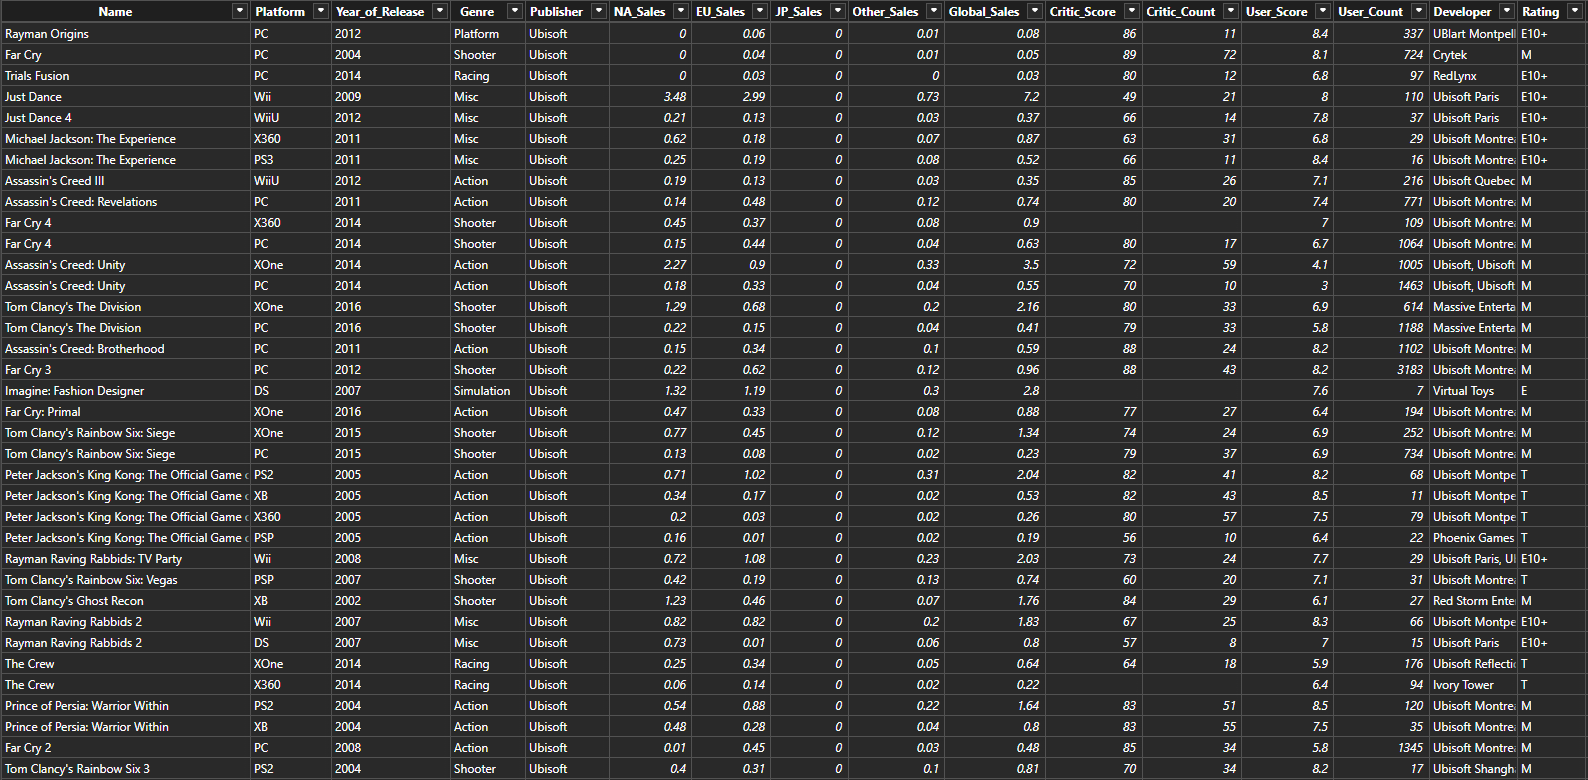 Name Platform Year_of_Release Genre Publisher NA_Sales EU_Sales JP_Sales Other_Sales Global_Sales Critic_Score Critic_Count User_Score User_Count Developer Rating
Rayman Origins PC 2012 Platform Ubisoft 0 0.06 0 0.01 0.08 86 11 8.4 337 UBlart Montpell E10+
Far Cry PC 2004 Shooter Ubisoft 0 0.04 0 0.01 0.05 89 72 8.1 724 Crytek M
Trials Fusion PC 2014 Racing Ubisoft 0 0.03 0 0 0.03 80 12 6.8 97 RedLynx E10+
Just Dance Wii 2009 Misc Ubisoft 3.48 2.99 0 0.73 7.2 49 21 8 110 Ubisoft Paris E10+
Just Dance 4 WiiU 2012 Misc Ubisoft 0.21 0.13 0 0.03 0.37 66 14 7.8 37 Ubisoft Paris E10+
Michael Jackson: The Experience X360 2011 Misc Ubisoft 0.62 0.18 0 0.07 0.87 63 31 6.8 29 Ubisoft Montre E10+
Michael Jackson: The Experience PS3 2011 Misc Ubisoft 0.25 0.19 0 0.08 0.52 66 11 8.4 16 Ubisoft Montre E10+
Assassin's Creed III WiiU 2012 Action Ubisoft 0.19 0.13 0 0.03 0.35 85 26 7.1 216 Ubisoft Quebec M
Assassin's Creed: Revelations PC 2011 Action Ubisoft 0.14 0.48 0 0.12 0.74 80 20 7.4 771 Ubisoft Montre M
Far Cry 4 X360 2014 Shooter Ubisoft 0.45 0.37 0 0.08 0.9 7 109 Ubisoft Montre M
Far Cry 4 PC 2014 Shooter Ubisoft 0.15 0.44 0 0.04 0.63 80 17 6.7 1064 Ubisoft Montre M
Assassin's Creed: Unity XOne 2014 Action Ubisoft 2.27 0.9 0 0.33 3.5 72 59 4.1 1005 Ubisoft, Ubisoft M
Assassin's Creed: Unity PC 2014 Action Ubisoft 0.18 0.33 0 0.04 0.55 70 10 3 1463 Ubisoft, Ubisoft M
Tom Clancy's The Division XOne 2016 Shooter Ubisoft 1.29 0.68 0 0.2 2.16 80 33 6.9 614 Massive Enterta M
Tom Clancy's The Division PC 2016 Shooter Ubisoft 0.22 0.15 0 0.04 0.41 79 33 5.8 1188 Massive Enterta M
Assassin's Creed: Brotherhood PC 2011 Action Ubisoft 0.15 0.34 0 0.1 0.59 88 24 8.2 1102 Ubisoft Montre M
Far Cry 3 PC 2012 Shooter Ubisoft 0.22 0.62 0 0.12 0.96 88 43 8.2 3183 Ubisoft Montre M
Imagine: Fashion Designer DS 2007 Simulation Ubisoft 1.32 1.19 0 0.3 2.8 7.6 7 Virtual Toys E
Far Cry: Primal XOne 2016 Action Ubisoft 0.47 0.33 0 0.08 0.88 77 27 6.4 194 Ubisoft Montre M
Tom Clancy's Rainbow Six: Siege XOne 2015 Shooter Ubisoft 0.77 0.45 0 0.12 1.34 74 24 6.9 252 Ubisoft Montre M
Tom Clancy's Rainbow Six: Siege PC 2015 Shooter Ubisoft 0.13 0.08 0 0.02 0.23 79 37 6.9 734 Ubisoft Montre M
Peter Jackson's King Kong: The Official Game PS2 2005 Action Ubisoft 0.71 1.02 0 0.31 2.04 82 41 8.2 68 Ubisoft Montpe T
Peter Jackson's King Kong: The Official Game XB 2005 Action Ubisoft 0.34 0.17 0 0.02 0.53 82 43 8.5 11 Ubisoft Montpe T
Peter Jackson's King Kong: The Official Game X360 2005 Action Ubisoft 0.2 0.03 0 0.02 0.26 80 57 7.5 79 Ubisoft Montpe T
Peter Jackson's King Kong: The Official Game PSP 2005 Action Ubisoft 0.16 0.01 0 0.02 0.19 56 10 6.4 22 Phoenix Games T
Rayman Raving Rabbids: TV Party Wii 2008 Misc Ubisoft 0.72 1.08 0 0.23 2.03 73 24 7.7 29 Ubisoft Paris, U E10+
Tom Clancy's Rainbow Six: Vegas PSP 2007 Shooter Ubisoft 0.42 0.19 0 0.13 0.74 60 20 7.1 31 Ubisoft Montre T
Tom Clancy's Ghost Recon XB 2002 Shooter Ubisoft 1.23 0.46 0 0.07 1.76 84 29 6.1 27 Red Storm Ente M
Rayman Raving Rabbids 2 Wii 2007 Misc Ubisoft 0.82 0.82 0 0.2 1.83 67 25 8.3 66 Ubisoft Montpe E10+
Rayman Raving Rabbids 2 DS 2007 Misc Ubisoft 0.73 0.01 0 0.06 0.8 57 8 7 15 Ubisoft Paris E10+
The Crew XOne 2014 Racing Ubisoft 0.25 0.34 0 0.05 0.64 64 18 5.9 176 Ubisoft Reflecti T
The Crew X360 2014 Racing Ubisoft 0.06 0.14 0 0.02 0.22 6.4 94 Ivory Tower T
Prince of Persia: Warrior Within PS2 2004 Action Ubisoft 0.54 0.88 0 0.22 1.64 83 51 8.5 120 Ubisoft Montre M
Prince of Persia: Warrior Within XB 2004 Action Ubisoft 0.48 0.28 0 0.04 0.8 83 55 7.5 35 Ubisoft Montre M
Far Cry 2 PC 2008 Action Ubisoft 0.01 0.45 0 0.03 0.48 85 34 5.8 1345 Ubisoft Montre M
Tom Clancy's Rainbow Six 3 PS2 2004 Shooter Ubisoft 0.4 0.31 0 0.1 0.81 70 34 8.2 17 Ubisoft Shangh M